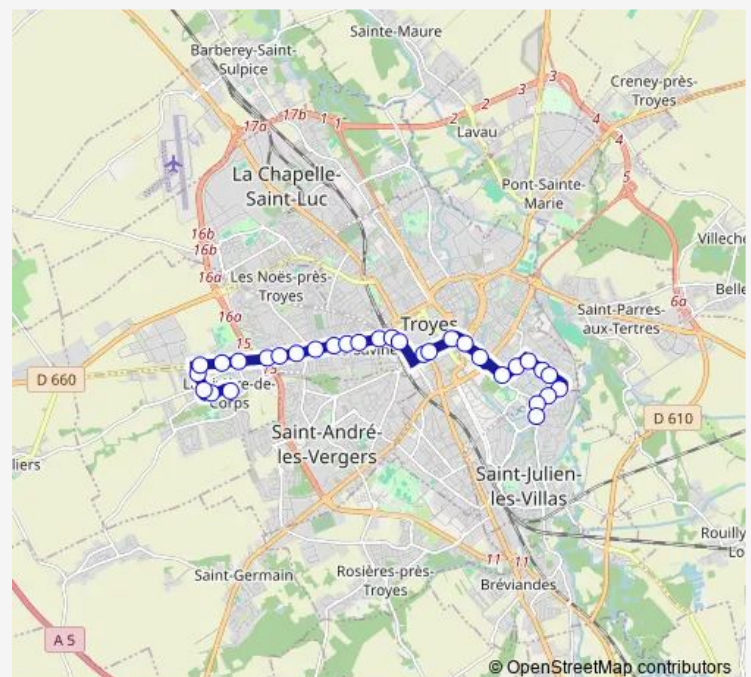 Sainte-Maure
Barberey-Saint-
Sulpice
Creney-près-
Troyes
17b
1
1
2
2
3
3
17a
Lavau
4
4
La Chapelle-
Saint-Luc
5
Pont-Sainte-
Marie
16b
16b
Villeche
16a
Les Noës-près-
Troyes
Belle
6a
16a
Saint-Parres-
aux-Tertres
Troyes
15
15
D 660
Corps
D 610
Saint-André-
les-Vergers
liers
Saint-Julien-
les-Villas
Rouilly
Lo
Saint-Germain
Rosières-près-
Troyes
11
11
Bréviandes
A 5
© OpenStreetMap contributors